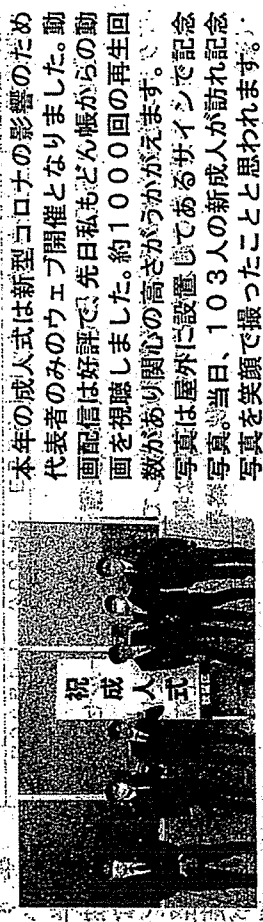 本年の成人式は新型コロナの影響のため
代表者のみのウェブ開催となりました。動
画配信は好評で、先日私もどん帳からの動
画を視聴しました。約1000回の再生回
数があり関心の高さがうかがえます。
写真は屋外に設置してあるサインで記念
写真。当日、103人の新成人が訪れ記念
写真を笑顔で撮ったことと思われます。
祝成人式